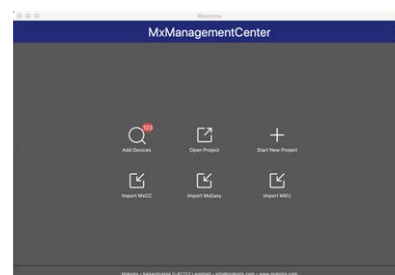 Welcome
MxManagementCenter
103
Add Devices
Open Project
Start New Project
Import MxCC
Import MxEasy
Import MXU